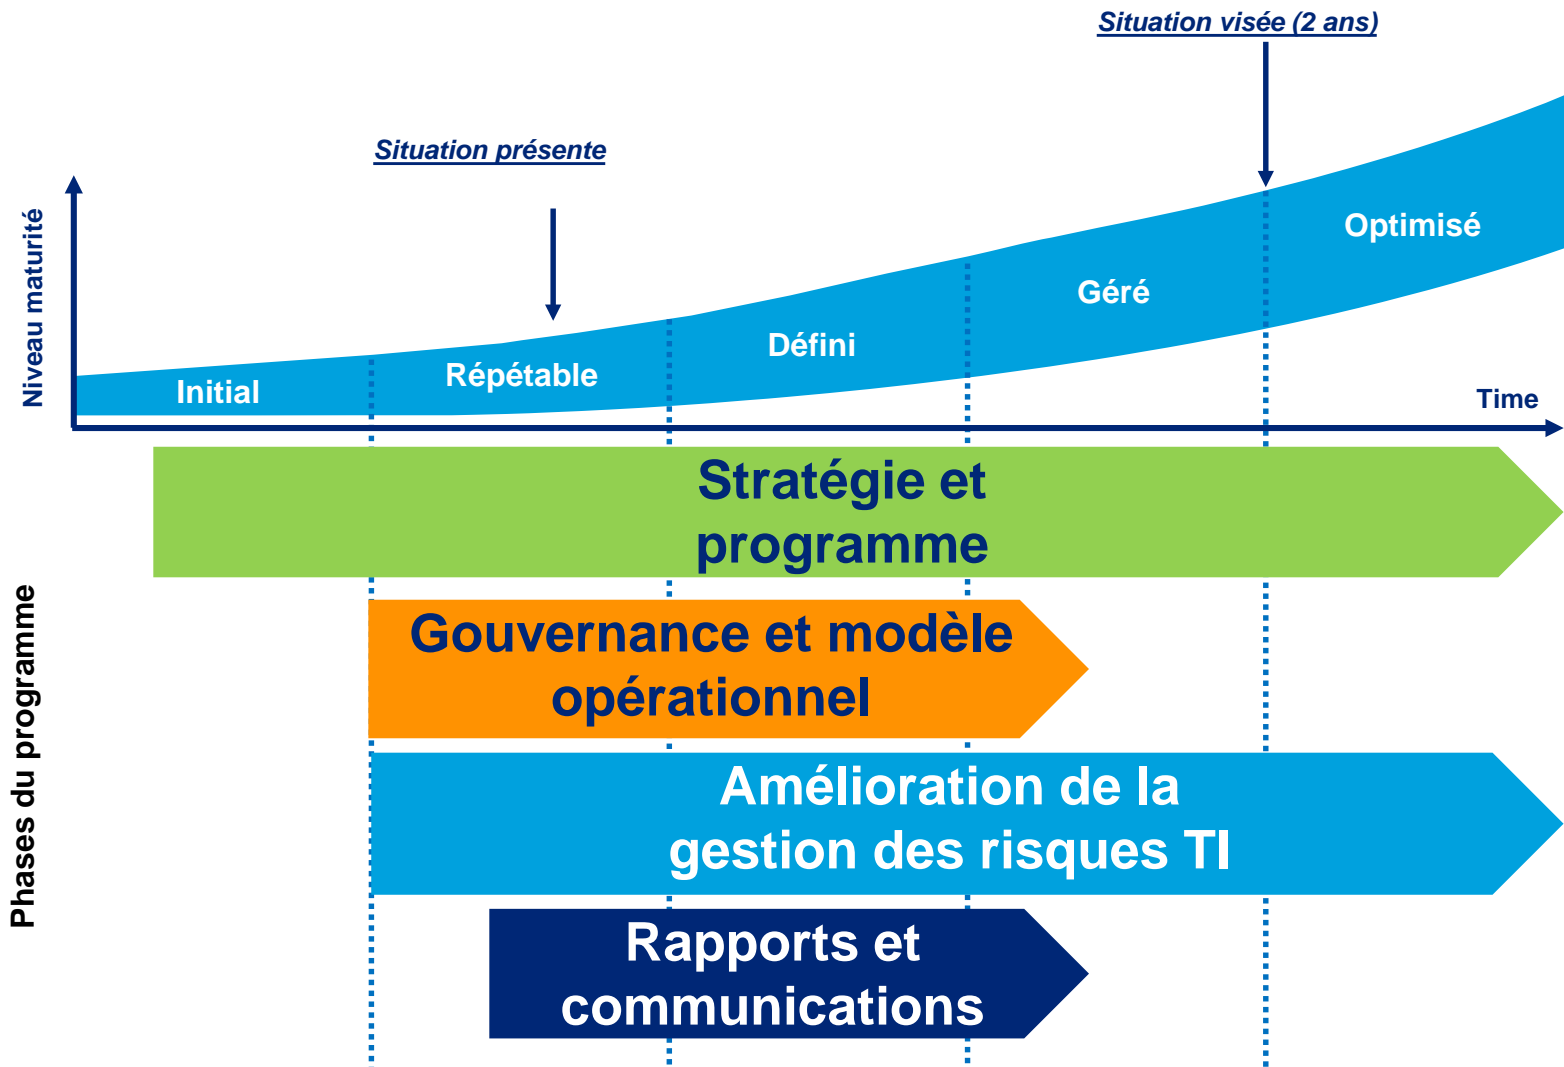 Situation visée (2 ans)
Situation présente
Niveau maturité
Optimisé
Géré
Défini
Répétable
Initial
Time
Phases du programme
Stratégie et
programme
Gouvernance et modèle
opérationnel
Amélioration de la
gestion des risques TI
Rapports et
communications